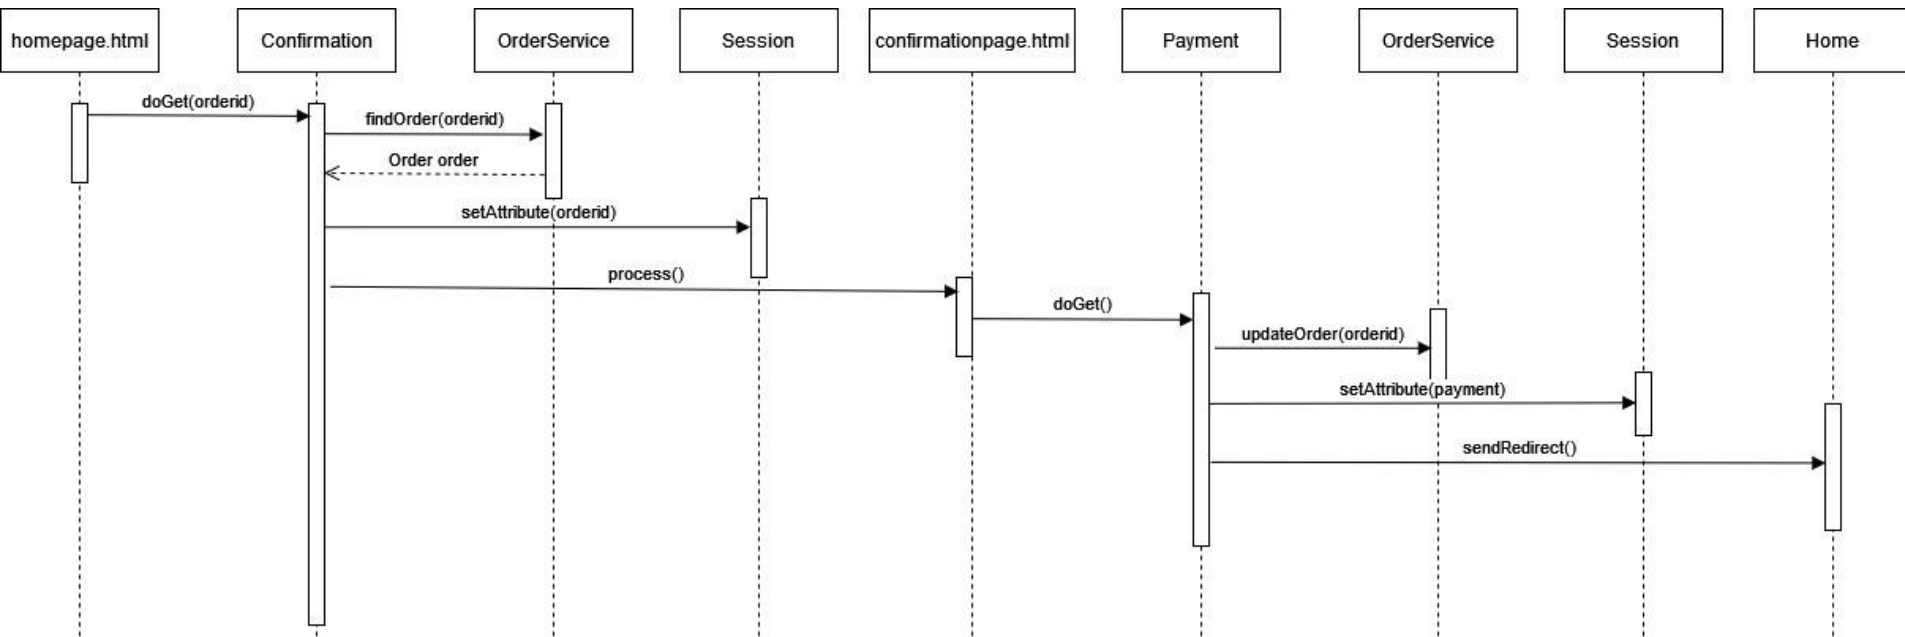 homepage.html
Confirmation
OrderService
Session
confirmationpage.html
Payment
OrderService
Session
Home
doGet(orderid)
findOrder(orderid)
Order order
setAttribute(orderid)
process()
doGet()
updateOrder(orderid)
setAttribute(payment)
sendRedirect()